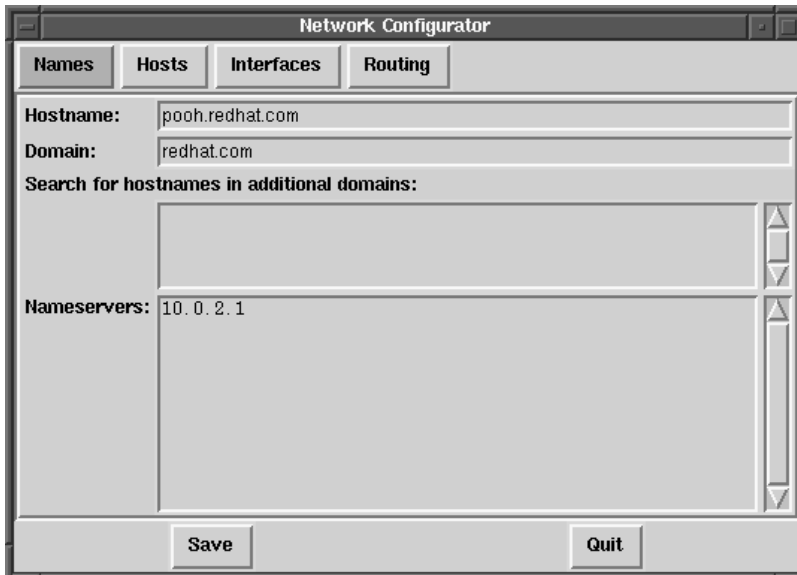 Network Configurator
Names Hosts Interfaces Routing
Hostname: pooh.redhat.com
Domain: redhat.com
Search for hostnames in additional domains:
Nameservers: 10.0.2.1
Save Quit